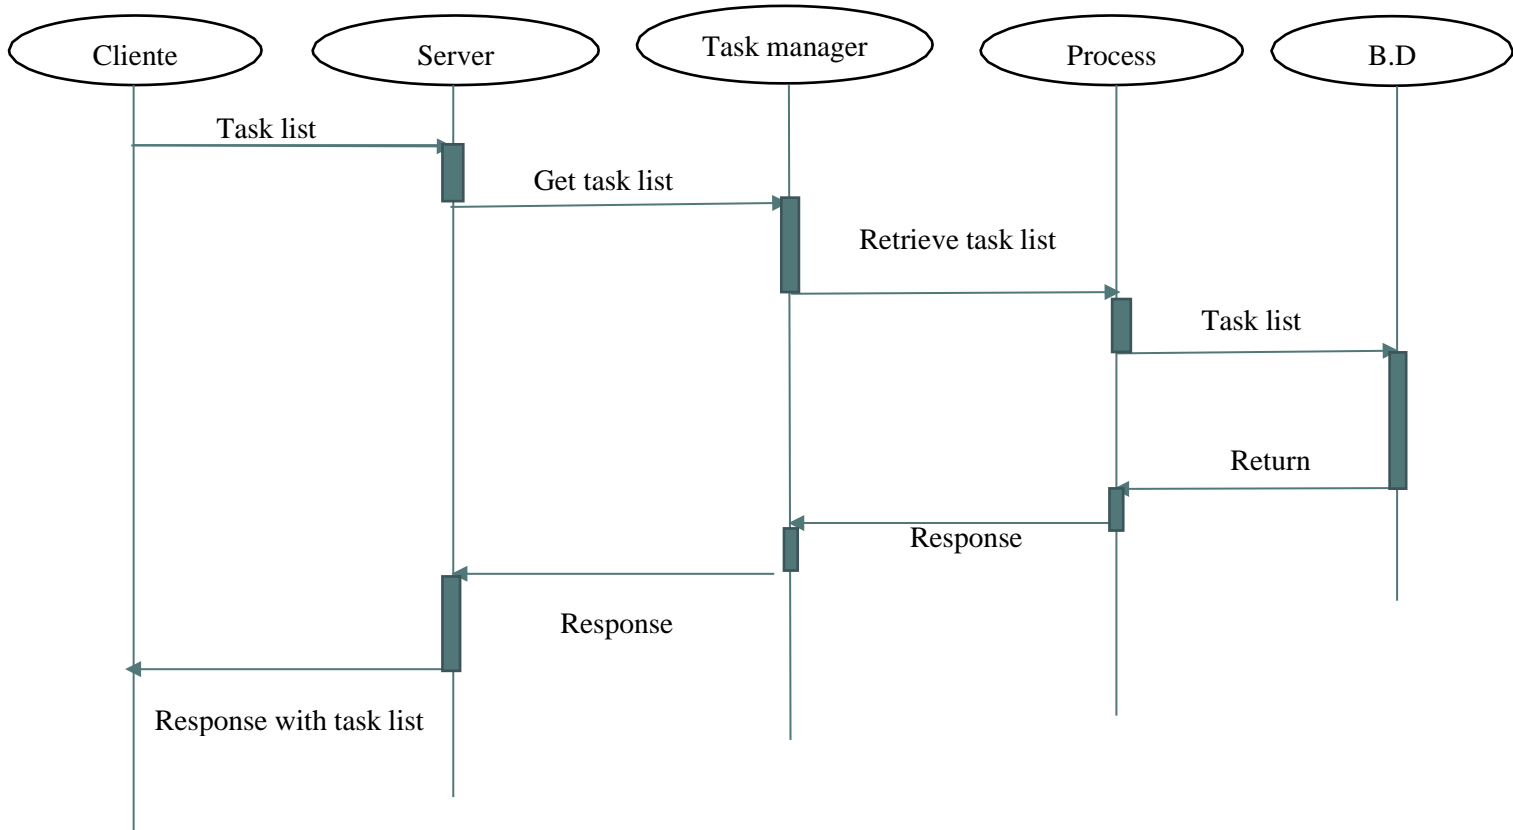 Cliente
Server
Task manager
Process
B.D
Task list
Get task list
Retrieve task list
Task list
Return
Response
Response
Response with task list